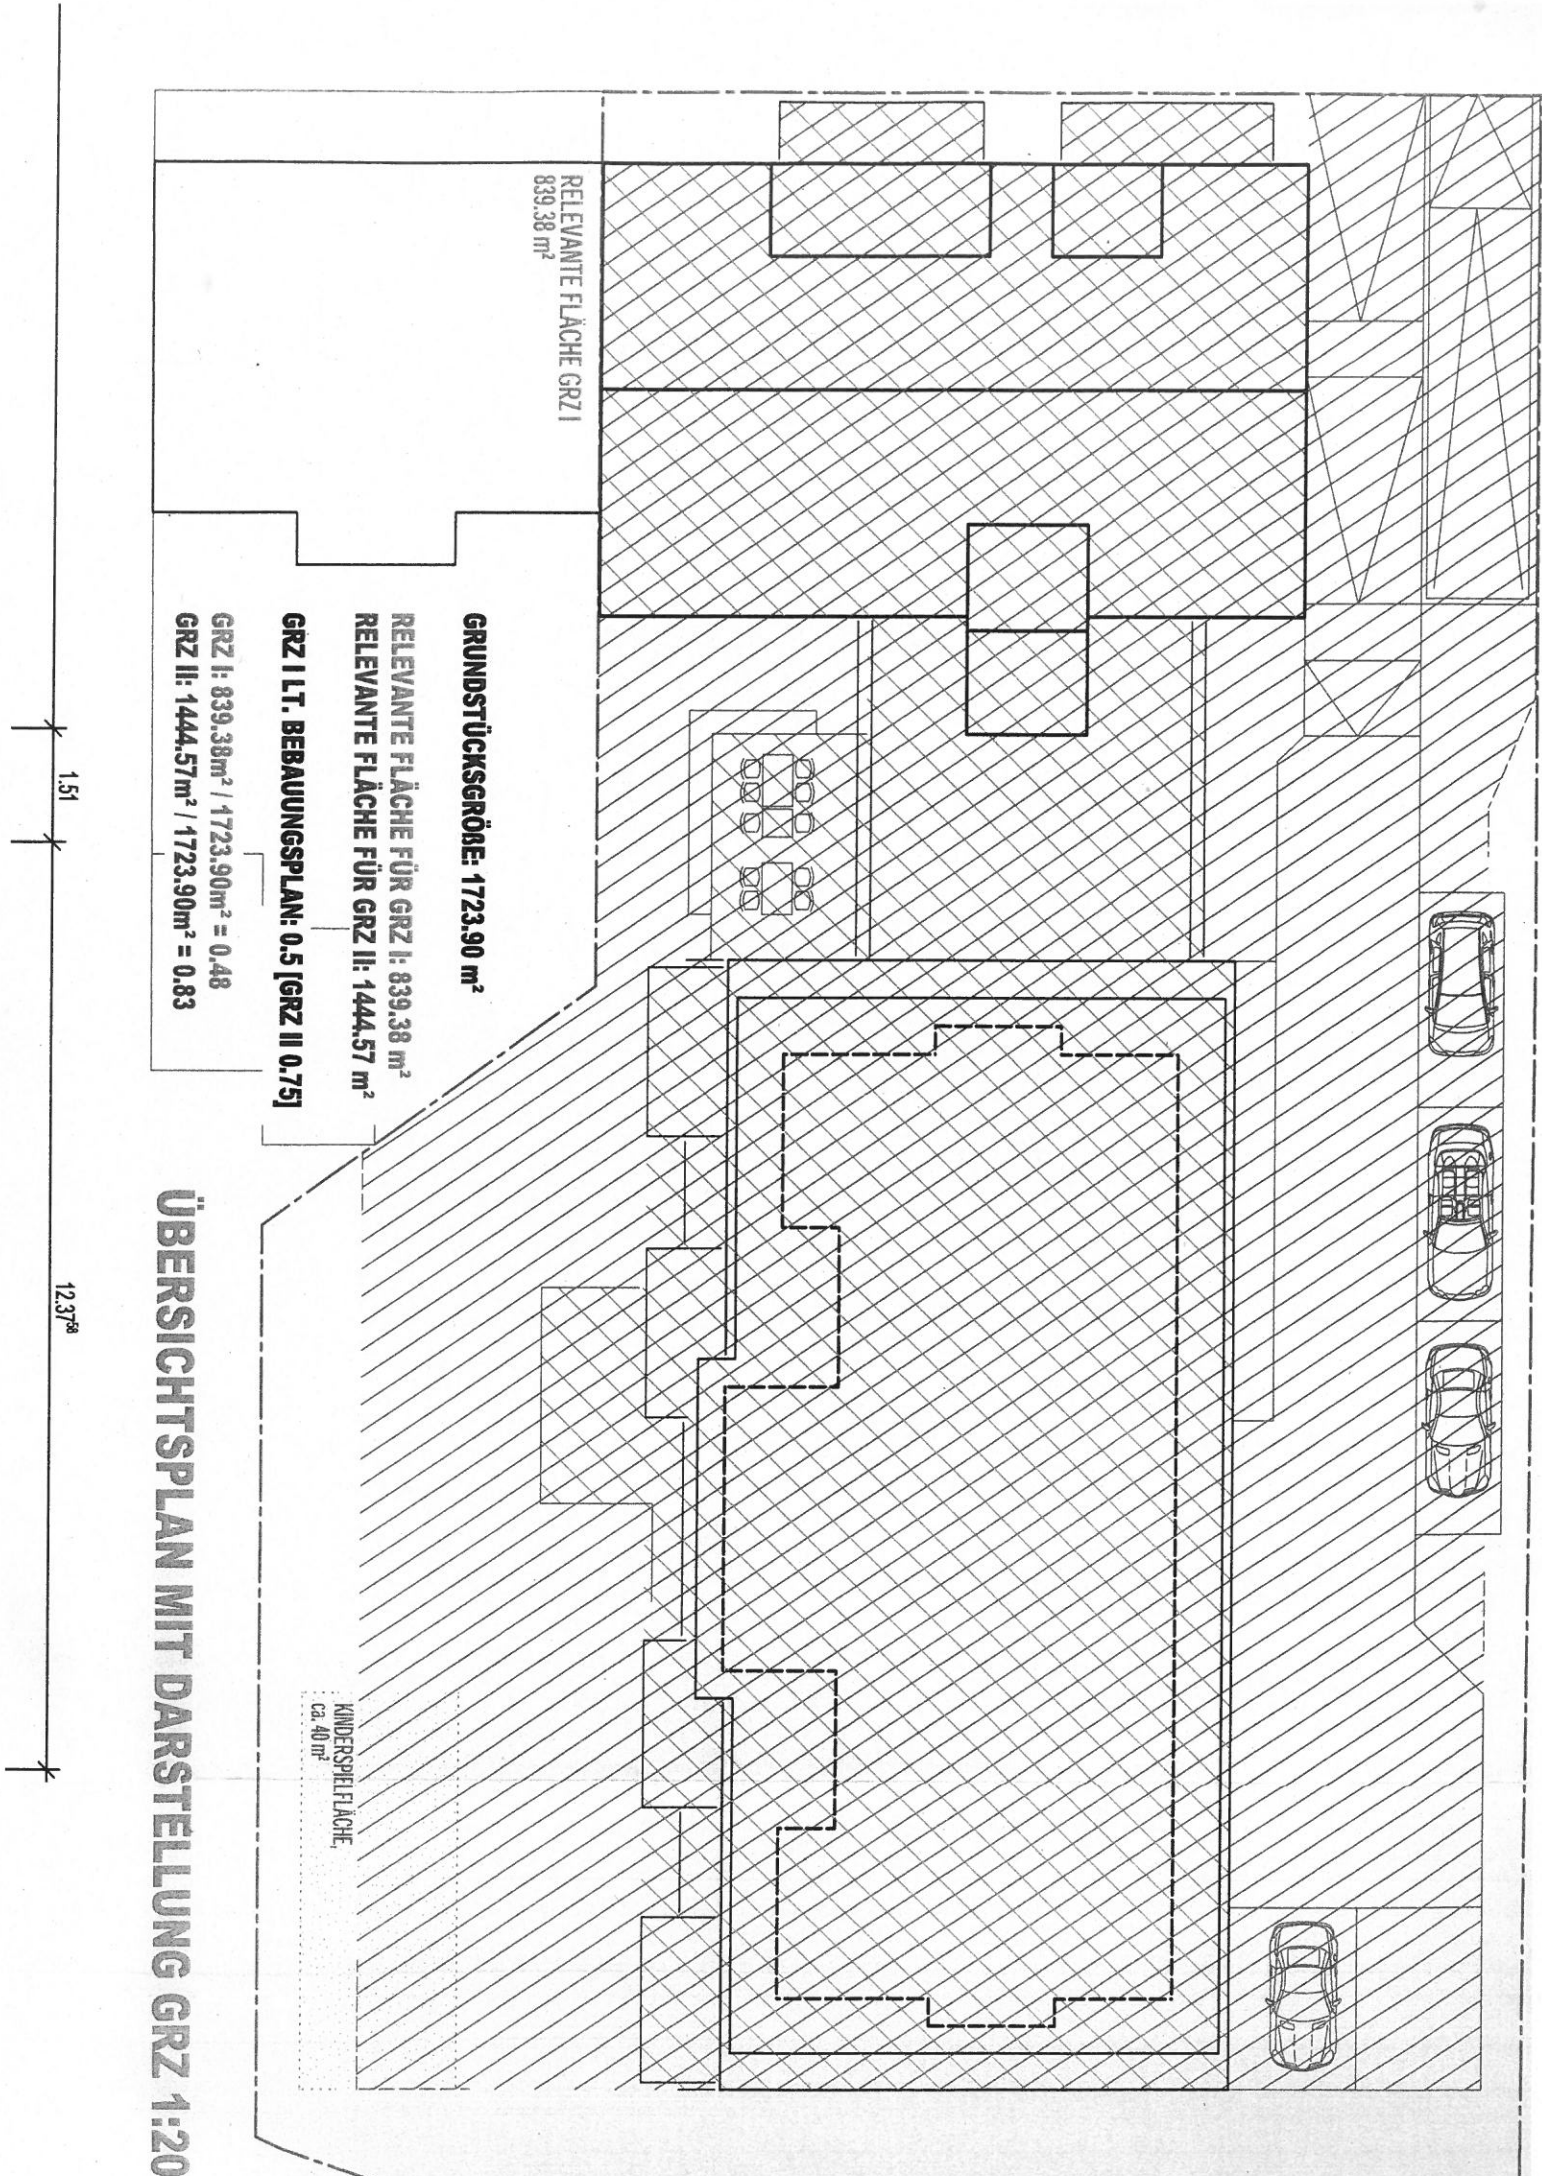 RELEVANTE FLÄCHE GRZ I
839.38 m²
GRUNDSTÜCKSGRÖßE: 1723.90 m²
RELEVANTE FLÄCHE FÜR GRZ I: 839.38 m²
RELEVANTE FLÄCHE FÜR GRZ II: 1444.57 m²
GRZ I LT. BEBAUUNGSPLAN: 0.5 [GRZ II 0.75]
GRZ I: 839.38m² / 1723.90m² = 0.48
GRZ II: 1444.57m² / 1723.90m² = 0.83
KINDERSPIELFLÄCHE,
ca. 40 m²
ÜBERSICHTSPLAN MIT DARSTELLUNG GRZ 1:20
1.51
12.37⁵⁸